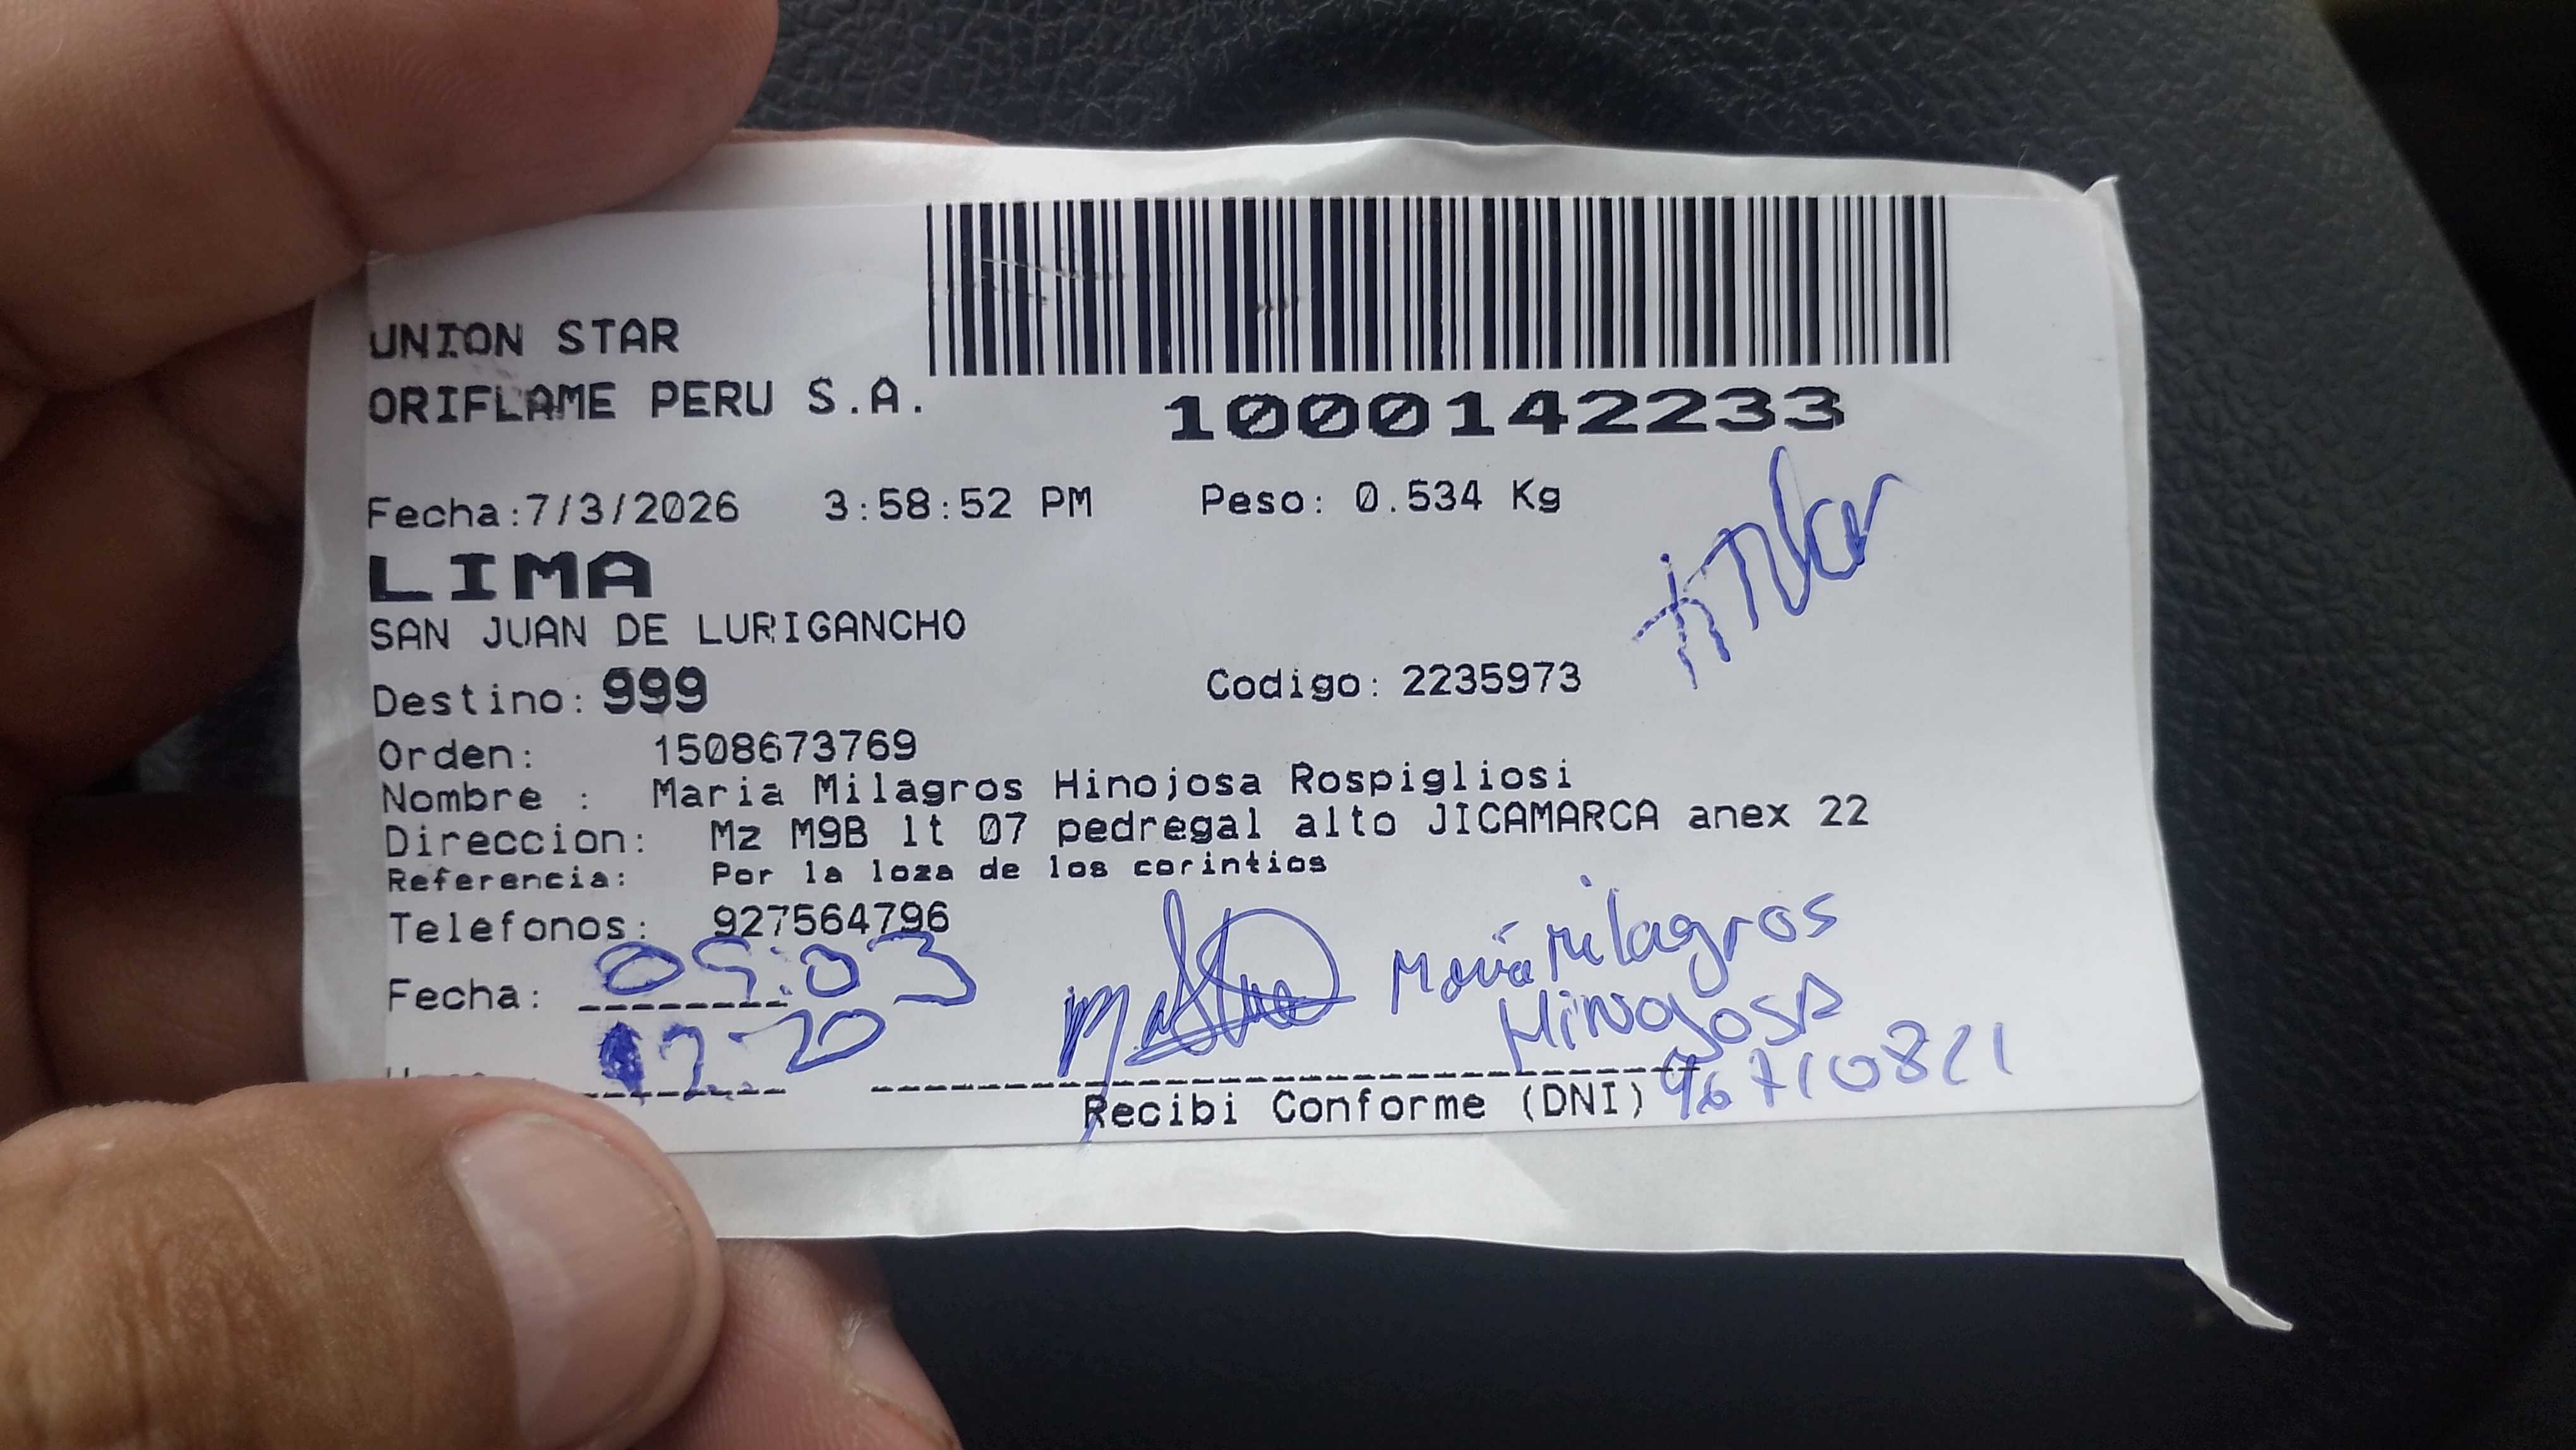 UNION STAR
ORIFLAME PERU S.A.
1000142233
Fecha:7/3/2026 3:58:52 PM Peso: 0.534 Kg
LIMA
SAN JUAN DE LURIGANCHO
Destino: 999 Codigo: 2235973
Orden: 1508673769
Nombre : Maria Milagros Hinojosa Rospigliosi
Direccion: Mz M9B lt 07 pedregal alto JICAMARCA anex 22
Referencia: Por la loza de los corintios
Telefonos: 927564796
Fecha: 09:03
María Milagros
Hinojosa
12-20
Recibi Conforme (DNI)